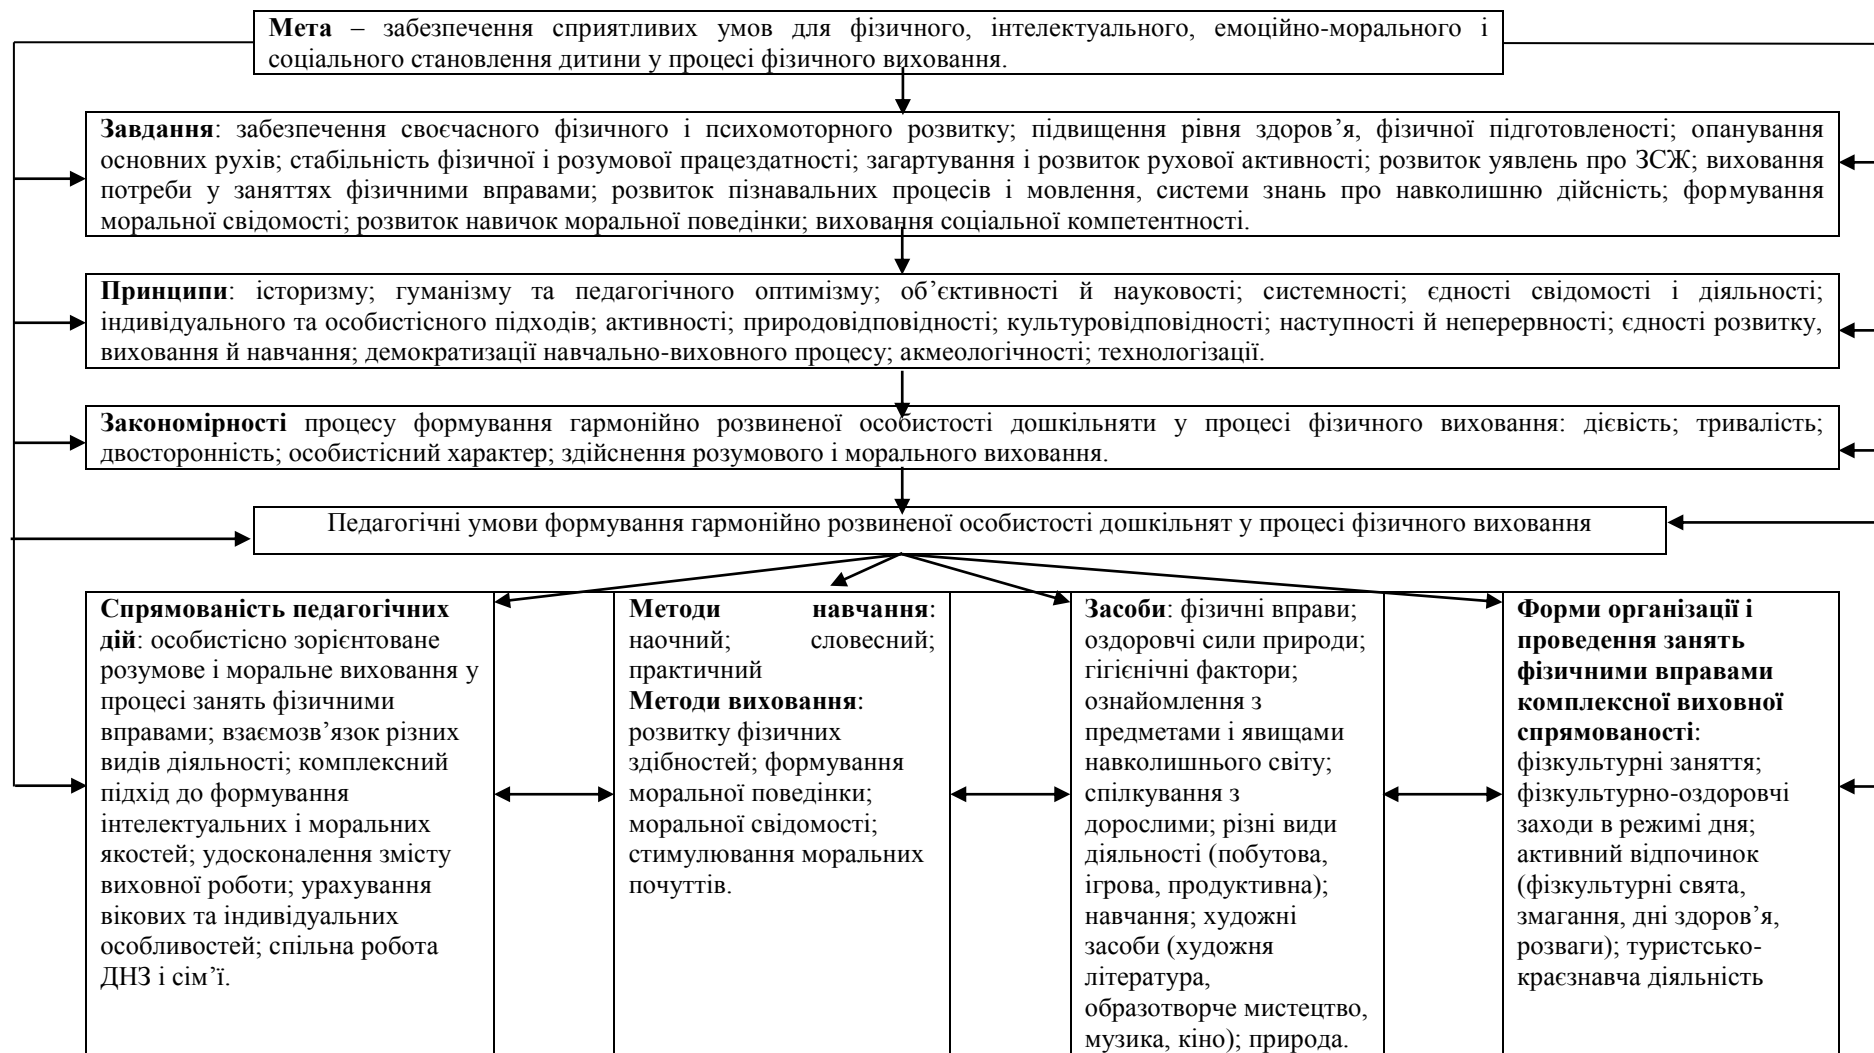 Мета – забезпечення сприятливих умов для фізичного, інтелектуального, емоційно-морального і
соціального становлення дитини у процесі фізичного виховання.
Завдання: забезпечення своєчасного фізичного і психомоторного розвитку; підвищення рівня здоров’я, фізичної підготовленості; опанування
основних рухів; стабільність фізичної і розумової працездатності; загартування і розвиток рухової активності; розвиток уявлень про ЗСЖ; виховання
потреби у заняттях фізичними вправами; розвиток пізнавальних процесів і мовлення, системи знань про навколишню дійсність; формування
моральної свідомості; розвиток навичок моральної поведінки; виховання соціальної компетентності.
Принципи: історизму; гуманізму та педагогічного оптимізму; об’єктивності й науковості; системності; єдності свідомості і діяльності;
індивідуального та особистісного підходів; активності; природовідповідності; культуровідповідності; наступності й неперервності; єдності розвитку,
виховання й навчання; демократизації навчально-виховного процесу; акмеологічності; технологізації.
Закономірності процесу формування гармонійно розвиненої особистості дошкільняти у процесі фізичного виховання: дієвість; тривалість;
двосторонність; особистісний характер; здійснення розумового і морального виховання.
Педагогічні умови формування гармонійно розвиненої особистості дошкільнят у процесі фізичного виховання
Спрямованість педагогічних
дій: особистісно зорієнтоване
розумове і моральне виховання у
процесі занять фізичними
вправами; взаємозв’язок різних
видів діяльності; комплексний
підхід до формування
інтелектуальних і моральних
якостей; удосконалення змісту
виховної роботи; урахування
вікових та індивідуальних
особливостей; спільна робота
ДНЗ і сім’ї.
Методи навчання:
наочний; словесний;
практичний
Методи виховання:
розвитку фізичних
здібностей; формування
моральної поведінки;
моральної свідомості;
стимулювання моральних
почуттів.
Засоби: фізичні вправи;
оздоровчі сили природи;
гігієнічні фактори;
ознайомлення з
предметами і явищами
навколишнього світу;
спілкування з
дорослими; різні види
діяльності (побутова,
ігрова, продуктивна);
навчання; художні
засоби (художня
література,
образотворче мистецтво,
музика, кіно); природа.
Форми організації і
проведення занять
фізичними вправами
комплексної виховної
спрямованості:
фізкультурні заняття;
фізкультурно-оздоровчі
заходи в режимі дня;
активний відпочинок
(фізкультурні свята,
змагання, дні здоров’я,
розваги); туристсько-
краєзнавча діяльність